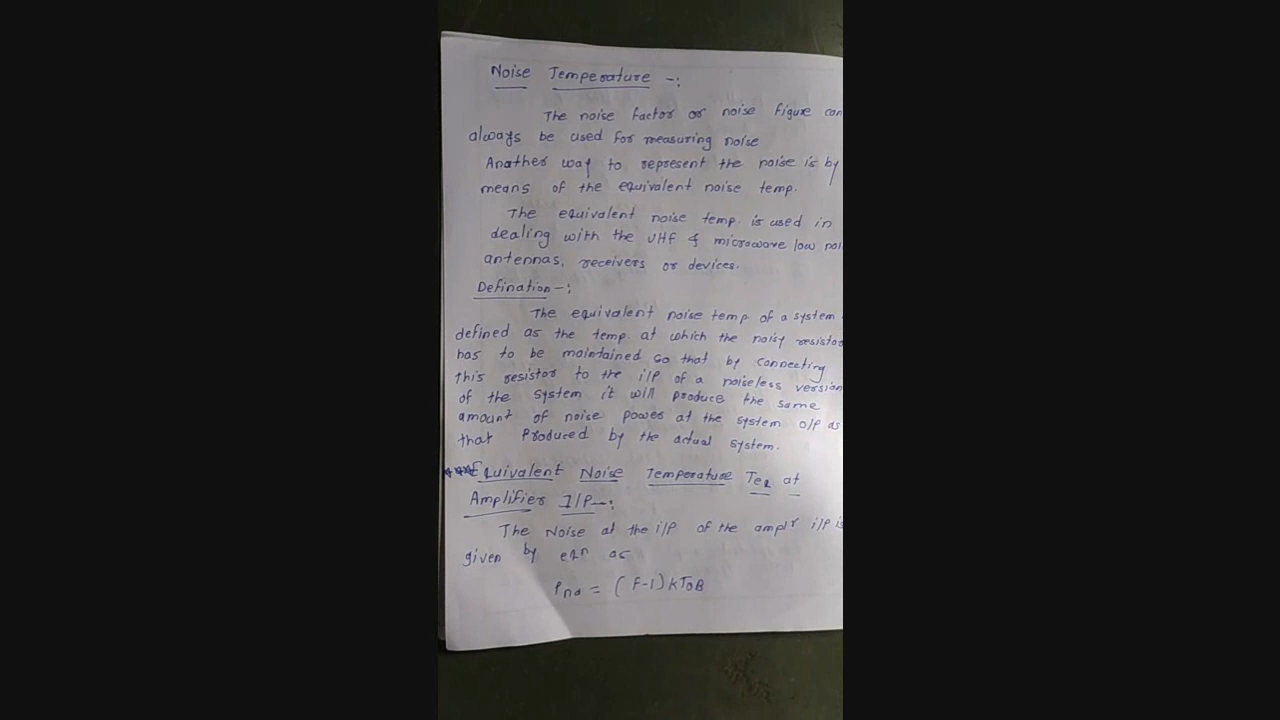 Noise Temperature -:
The noise factor or noise figure can
always be used for measuring noise
Another way to represent the noise is by
means of the equivalent noise temp.
The equivalent noise temp. is used in
dealing with the UHF & microwave low noi
antennas, receivers or devices.
Defination -:
The equivalent noise temp. of a system
defined as the temp. at which the noisy resistor
has to be maintained so that by connecting
this resistor to the i/p of a noiseless version
of the system it will produce the same
amount of noise power at the system o/p as
that produced by the actual system.
Equivalent Noise Temperature Teq at
Amplifier I/P -:
The Noise at the i/p of the amplr i/p is
given by eqn as
Pna = (F-1)KT0B